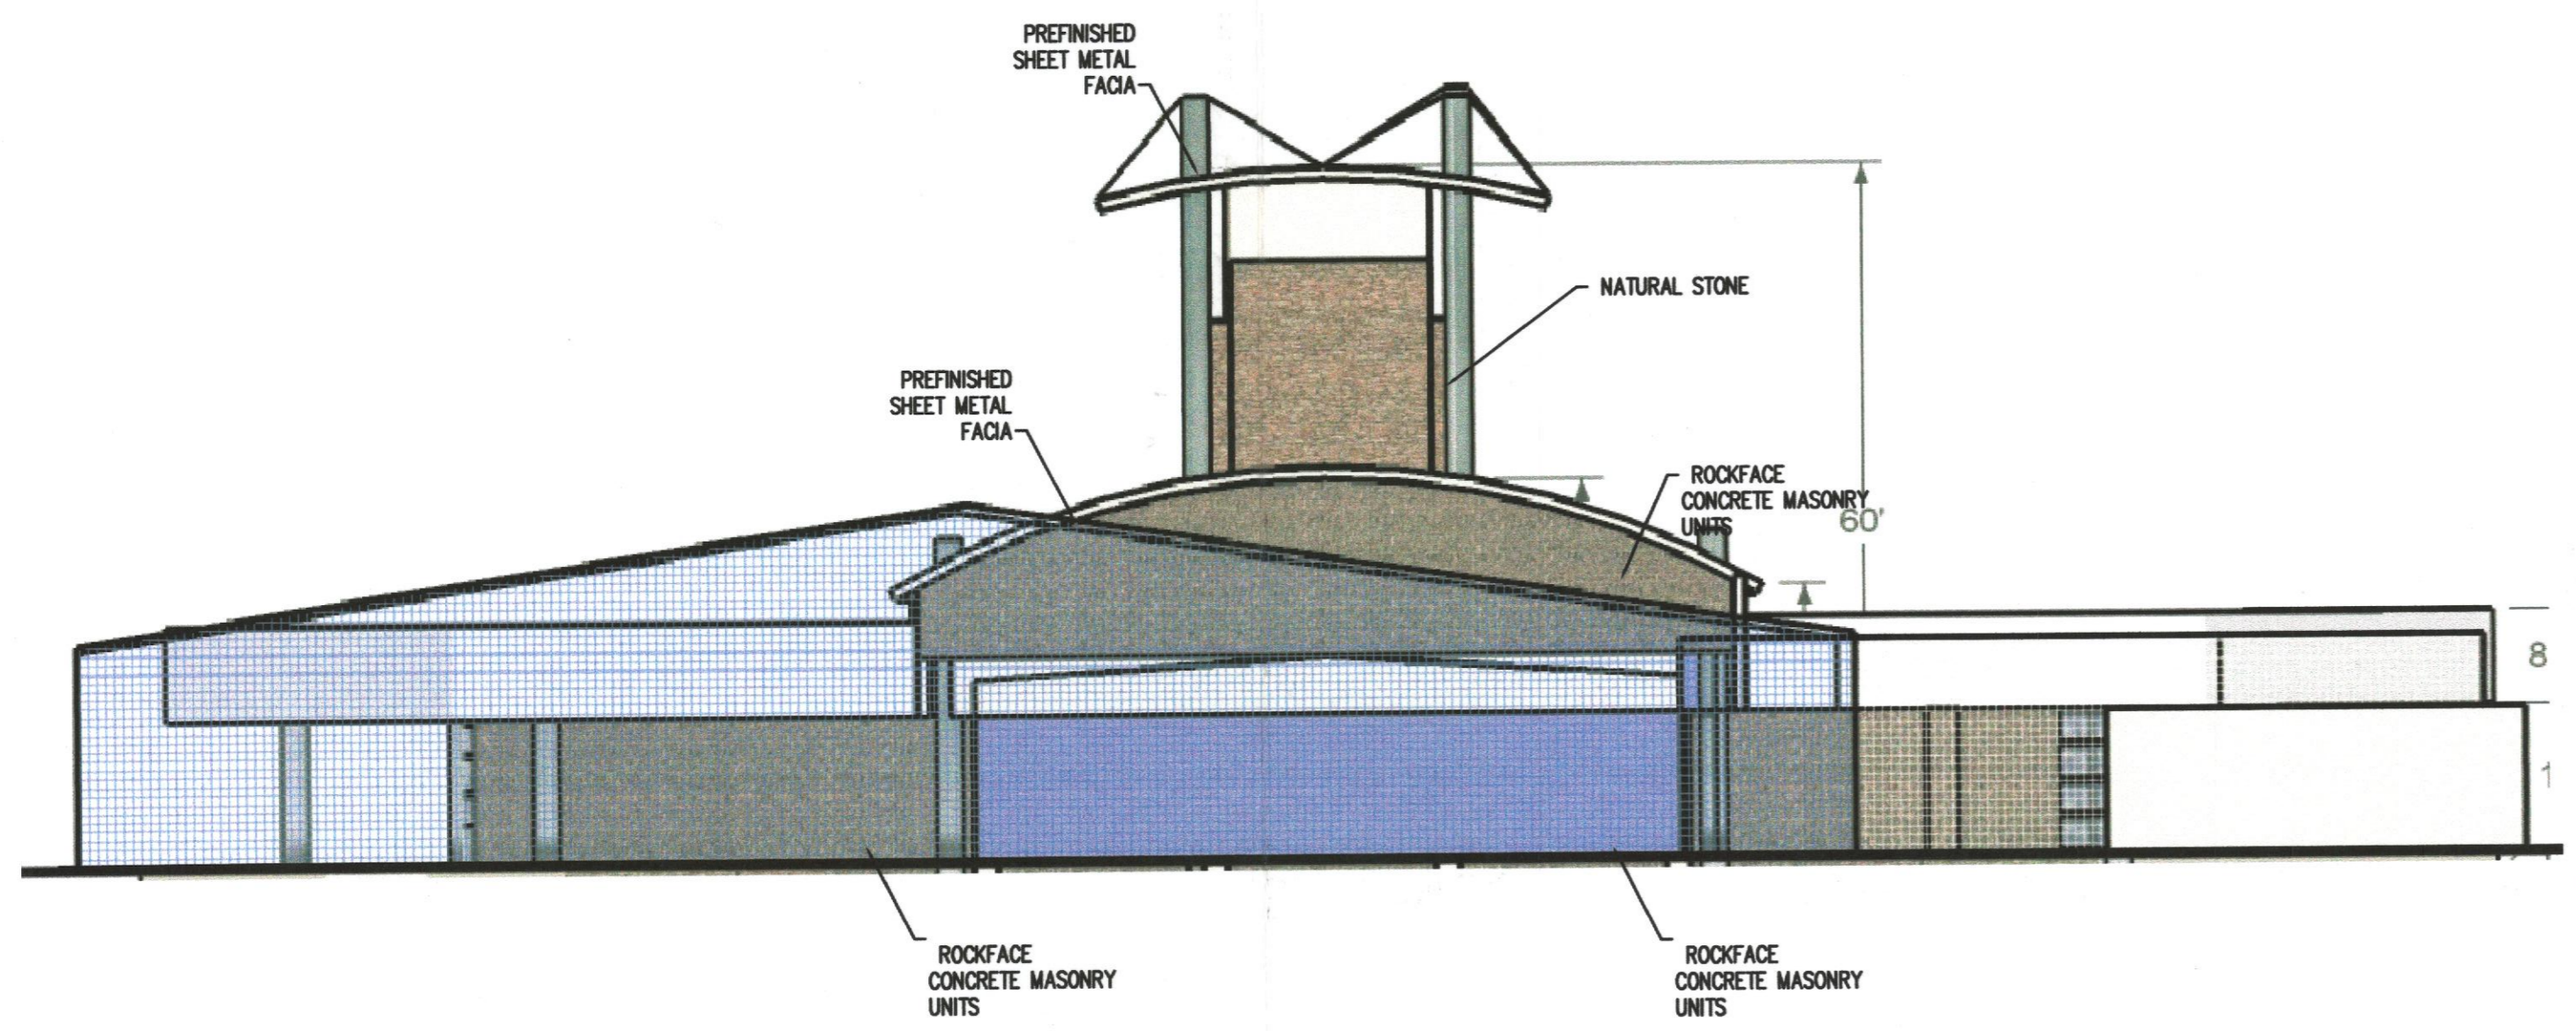 PREFINISHED
SHEET METAL
FACIA
NATURAL STONE
PREFINISHED
SHEET METAL
FACIA
ROCKFACE
CONCRETE MASONRY
UNITS
60'
8
1
ROCKFACE
CONCRETE MASONRY
UNITS
ROCKFACE
CONCRETE MASONRY
UNITS